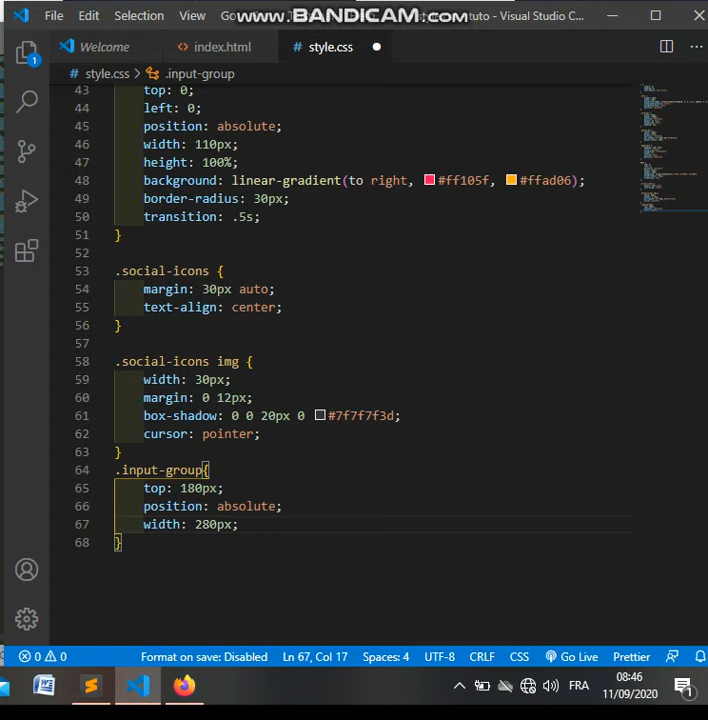 File Edit Selection View Go www.BANDICAM.com tuto - Visual Studio C...
Welcome index.html # style.css
# style.css > .input-group
43 top: 0;
44 left: 0;
45 position: absolute;
46 width: 110px;
47 height: 100%;
48 background: linear-gradient(to right, #ff105f, #ffad06);
49 border-radius: 30px;
50 transition: .5s;
51 }
52
53 .social-icons {
54 margin: 30px auto;
55 text-align: center;
56 }
57
58 .social-icons img {
59 width: 30px;
60 margin: 0 12px;
61 box-shadow: 0 0 20px 0 #7f7f7f3d;
62 cursor: pointer;
63 }
64 .input-group{
65 top: 180px;
66 position: absolute;
67 width: 280px;
68 }
1
0 0 Format on save: Disabled Ln 67, Col 17 Spaces: 4 UTF-8 CRLF CSS Go Live Prettier
FRA 08:46
11/09/2020 1